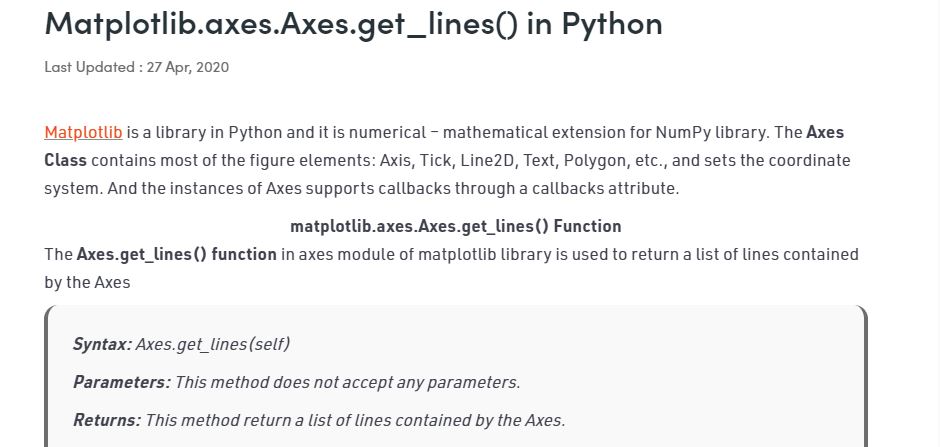 Matplotlib.axes.Axes.get_lines() in Python
Last Updated : 27 Apr, 2020
Matplotlib is a library in Python and it is numerical – mathematical extension for NumPy library. The Axes
Class contains most of the figure elements: Axis, Tick, Line2D, Text, Polygon, etc., and sets the coordinate
system. And the instances of Axes supports callbacks through a callbacks attribute.
matplotlib.axes.Axes.get_lines() Function
The Axes.get_lines() function in axes module of matplotlib library is used to return a list of lines contained
by the Axes
Syntax: Axes.get_lines(self)
Parameters: This method does not accept any parameters.
Returns: This method return a list of lines contained by the Axes.